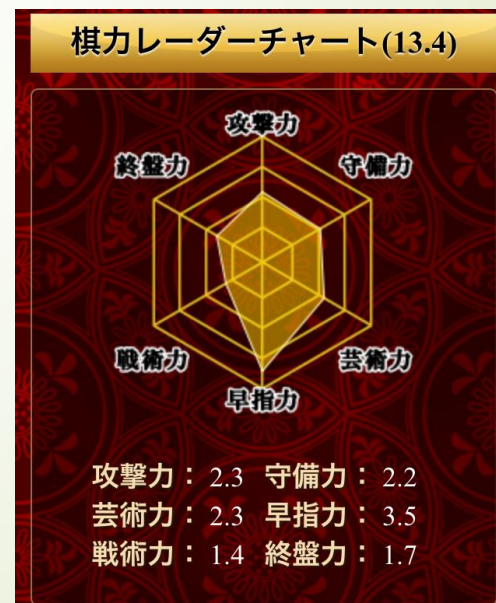 棋力レーダーチャート(13.4)
攻撃力
終盤力 守備力
戦術力 芸術力
早指力
攻撃力： 2.3 守備力： 2.2
芸術力： 2.3 早指力： 3.5
戦術力： 1.4 終盤力： 1.7